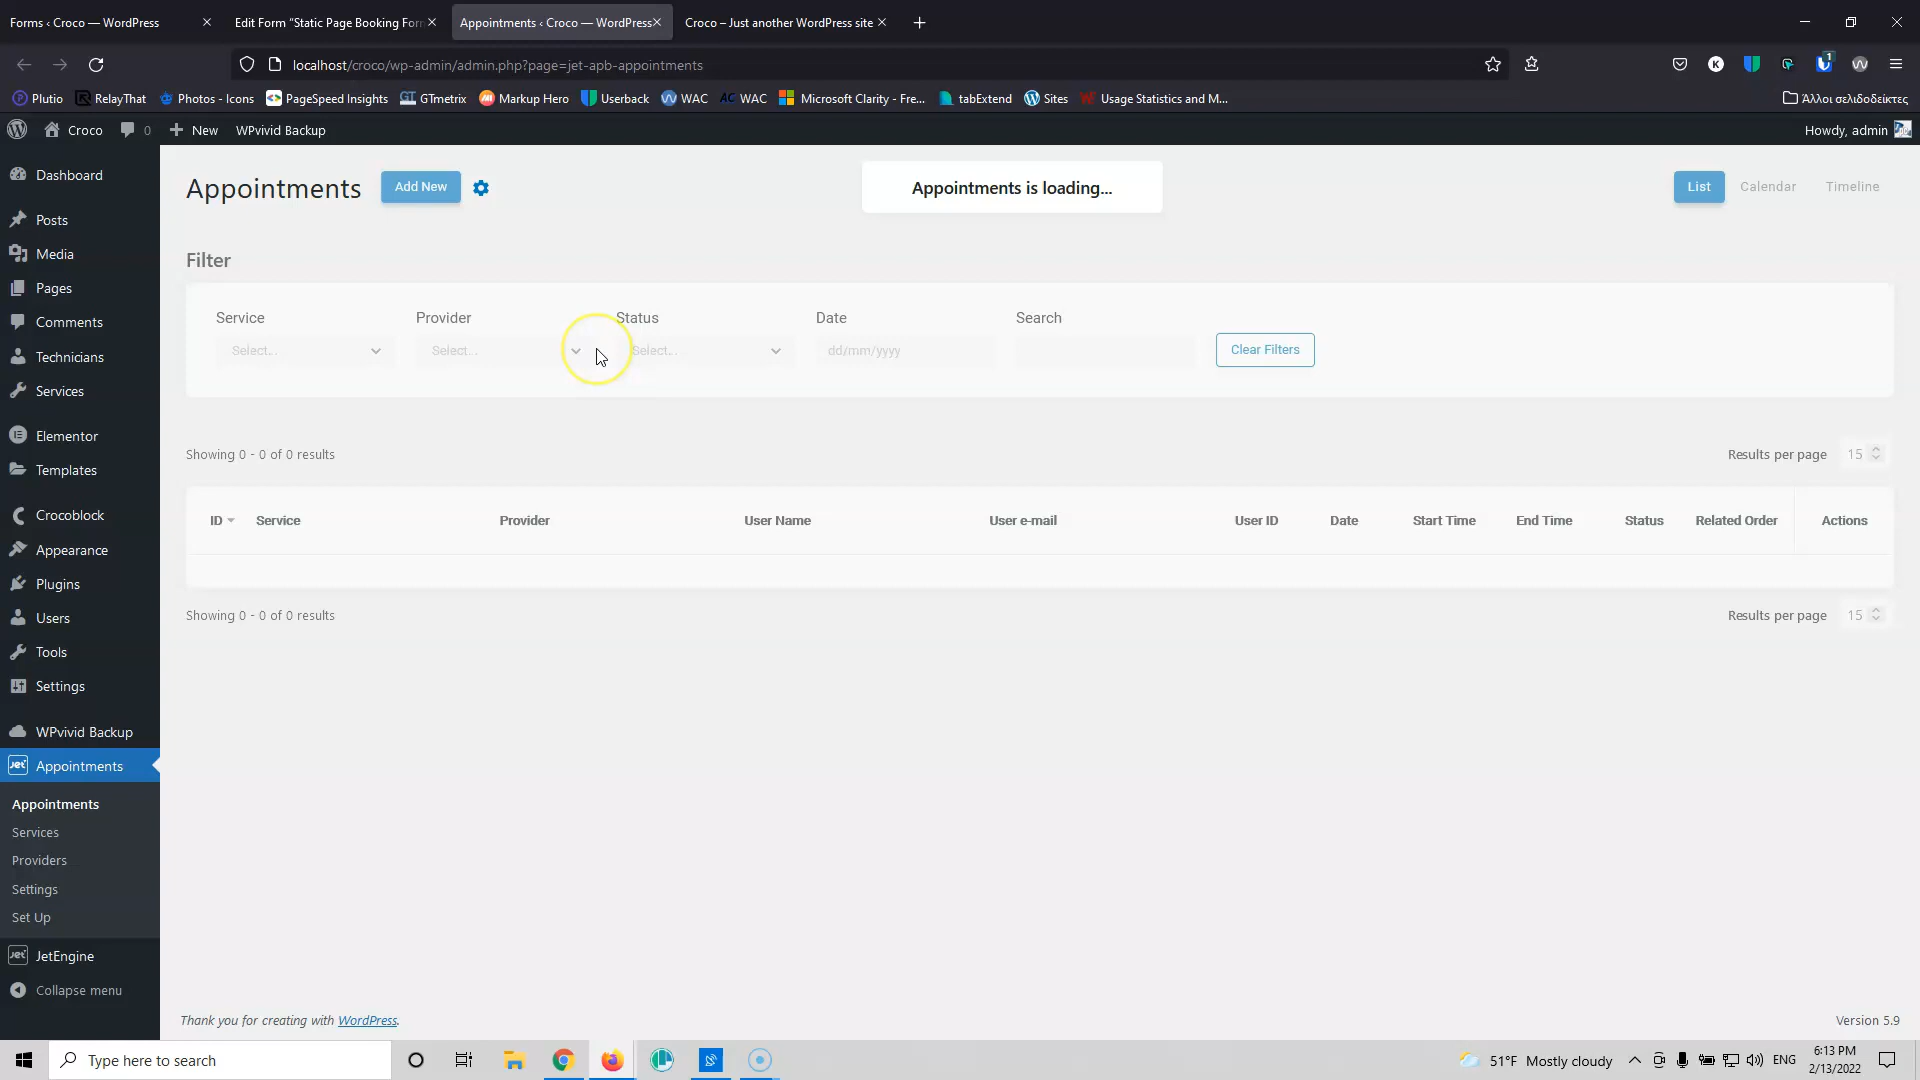 Forms ‹ Croco — WordPress
Edit Form “Static Page Booking Forn
Appointments ‹ Croco — WordPress
Croco – Just another WordPress site
localhost/croco/wp-admin/admin.php?page=jet-apb-appointments
Plutio
RelayThat
Photos - Icons
PageSpeed Insights
GTmetrix
Markup Hero
Userback
WAC
WAC
Microsoft Clarity - Fre...
tabExtend
Sites
Usage Statistics and M...
Άλλοι σελιδοδείκτες
Croco
0
New
WPvivid Backup
Howdy, admin
Dashboard
Posts
Media
Pages
Comments
Technicians
Services
Elementor
Templates
Crocoblock
Appearance
Plugins
Users
Tools
Settings
WPvivid Backup
Appointments
Appointments
Services
Providers
Settings
Set Up
JetEngine
Collapse menu
Appointments
Add New
Appointments is loading...
List
Calendar
Timeline
Filter
Service
Provider
Status
Date
Search
Select...
Select...
Select...
dd/mm/yyyy
Clear Filters
Showing 0 - 0 of 0 results
Results per page
15
ID
Service
Provider
User Name
User e-mail
User ID
Date
Start Time
End Time
Status
Related Order
Actions
Showing 0 - 0 of 0 results
Results per page
15
Thank you for creating with WordPress.
Version 5.9
Type here to search
51°F Mostly cloudy
ENG
6:13 PM
2/13/2022